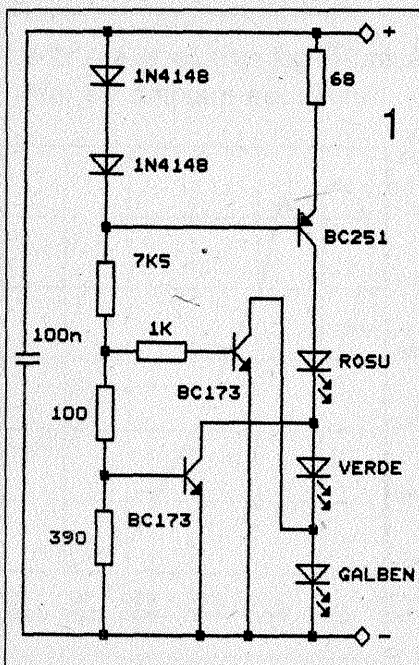 +
1N4148
68
1
1N4148
BC251
7K5
1K
100n
ROSU
BC173
100
VERDE
BC173
390
GALBEN
-